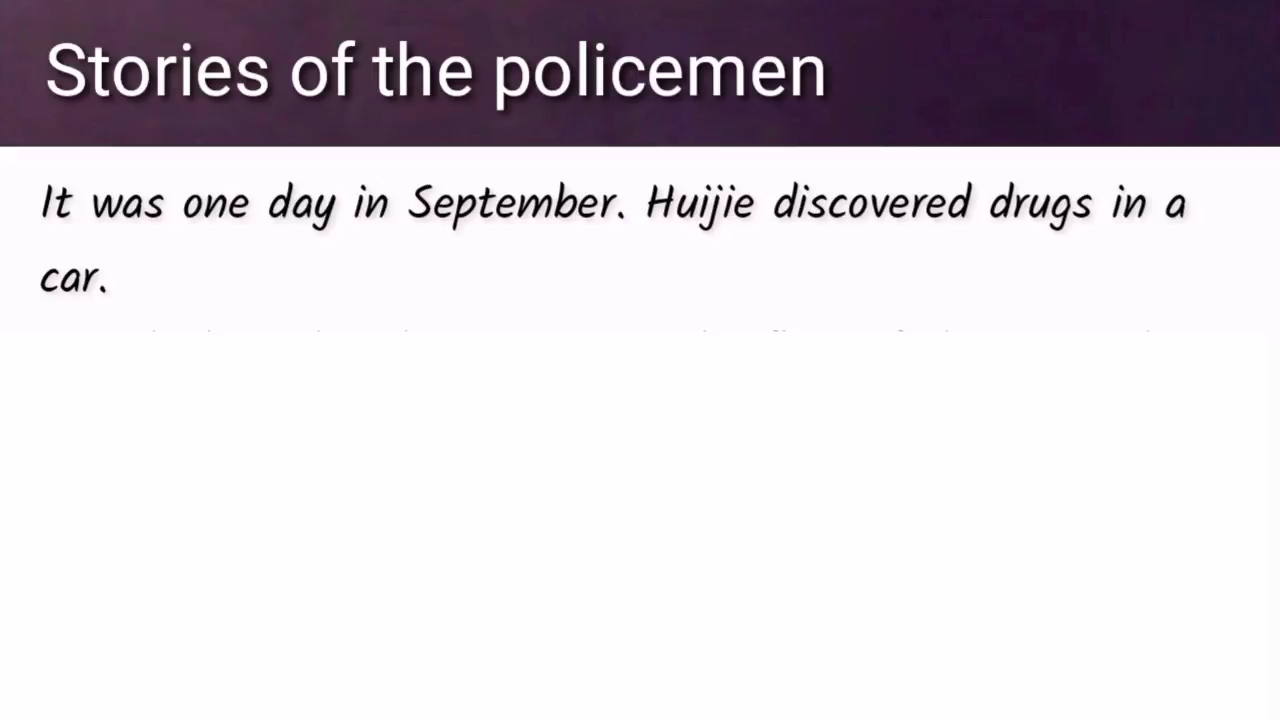 Stories of the policemen
It was one day in September. Huijie discovered drugs in a
car.